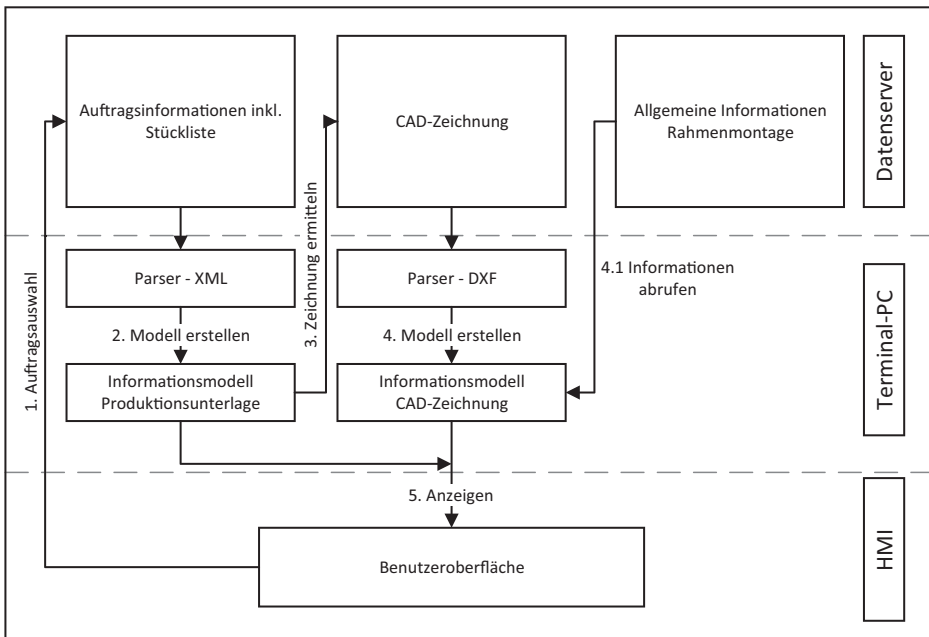 Auftragsinformationen inkl.
Stückliste
CAD-Zeichnung
Allgemeine Informationen
Rahmenmontage
Datenserver
1. Auftragsauswahl
3. Zeichnung ermitteln
Parser - XML
Parser - DXF
4.1 Informationen
abrufen
2. Modell erstellen
4. Modell erstellen
Informationsmodell
Produktionsunterlage
Informationsmodell
CAD-Zeichnung
Terminal-PC
5. Anzeigen
Benutzeroberfläche
HMI